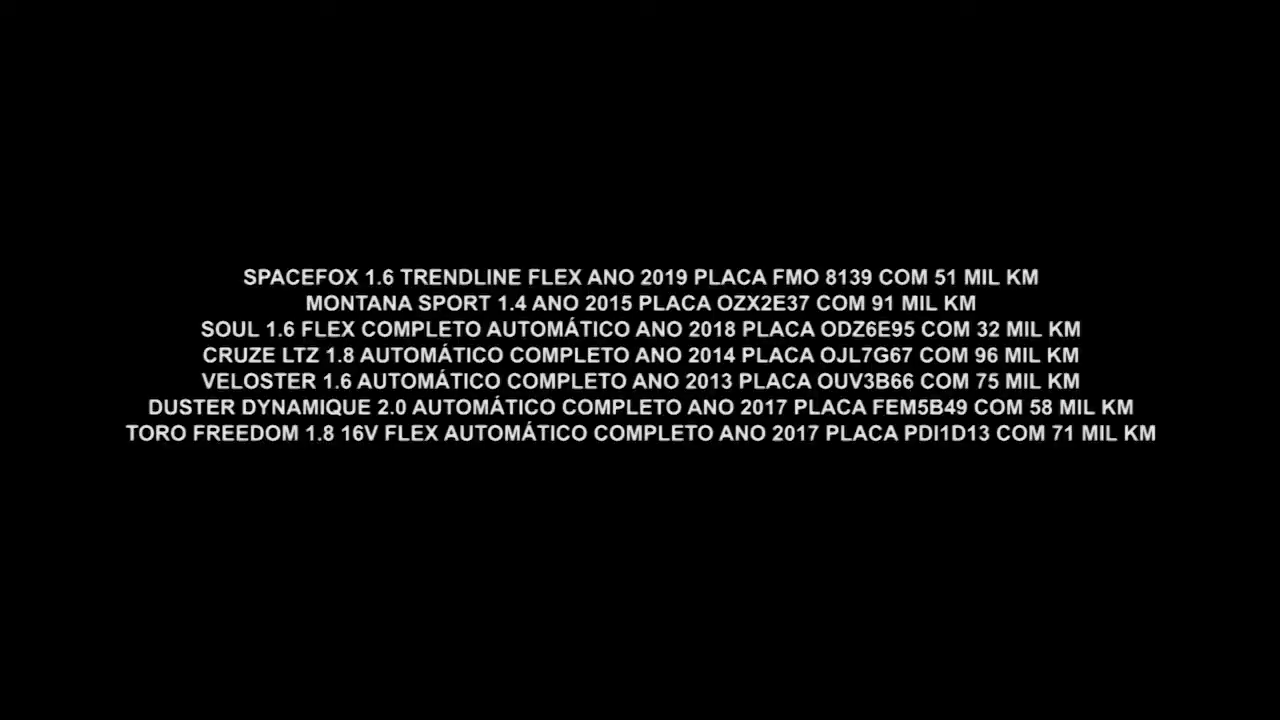 SPACEFOX 1.6 TRENDLINE FLEX ANO 2019 PLACA FMO 8139 COM 51 MIL KM
MONTANA SPORT 1.4 ANO 2015 PLACA OZX2E37 COM 91 MIL KM
SOUL 1.6 FLEX COMPLETO AUTOMÁTICO ANO 2018 PLACA ODZ6E95 COM 32 MIL KM
CRUZE LTZ 1.8 AUTOMÁTICO COMPLETO ANO 2014 PLACA OJL7G67 COM 96 MIL KM
VELOSTER 1.6 AUTOMÁTICO COMPLETO ANO 2013 PLACA OUV3B66 COM 75 MIL KM
DUSTER DYNAMIQUE 2.0 AUTOMÁTICO COMPLETO ANO 2017 PLACA FEM5B49 COM 58 MIL KM
TORO FREEDOM 1.8 16V FLEX AUTOMÁTICO COMPLETO ANO 2017 PLACA PDI1D13 COM 71 MIL KM